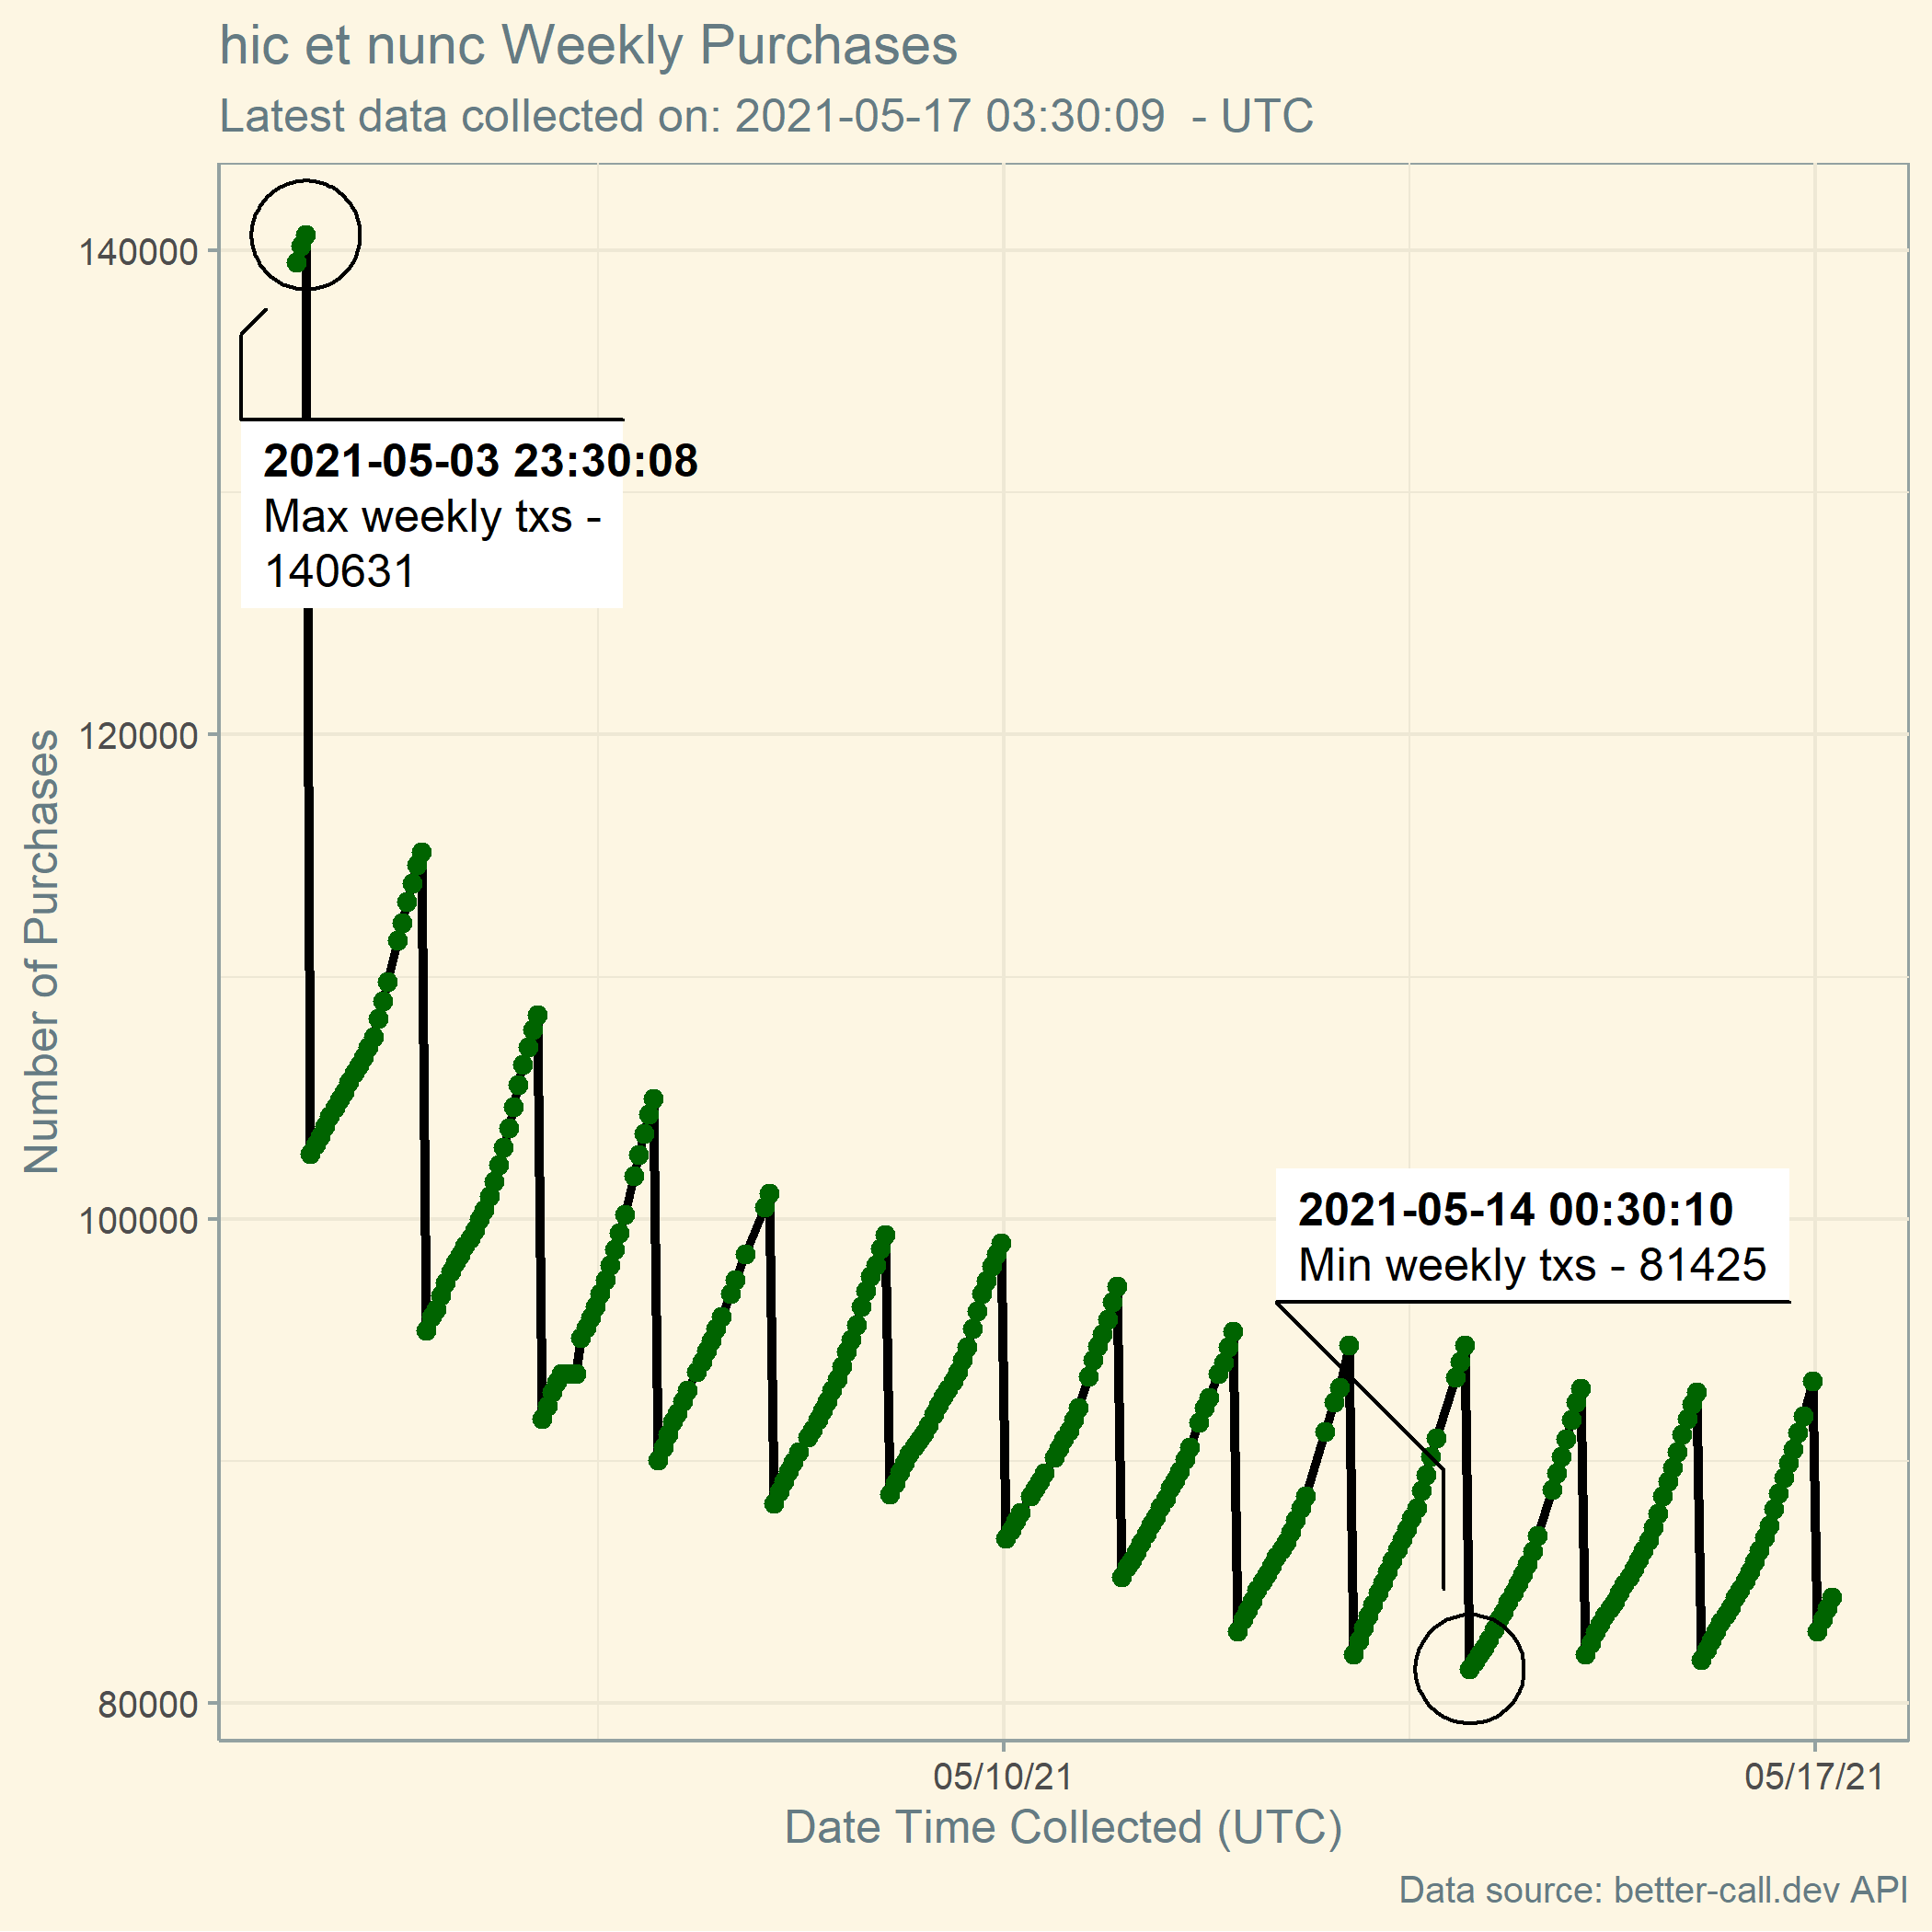 hic et nunc Weekly Purchases
Latest data collected on: 2021-05-17 03:30:09  - UTC
140000
2021-05-03 23:30:08
Max weekly txs -
140631
120000
Number of Purchases
100000
2021-05-14 00:30:10
Min weekly txs - 81425
80000
05/10/21
05/17/21
Date Time Collected (UTC)
Data source: better-call.dev API